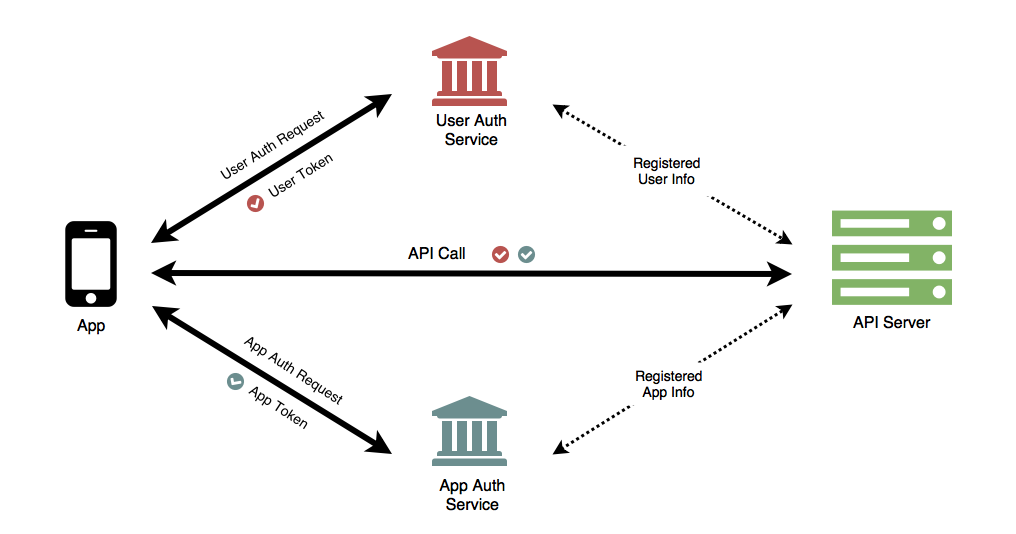 User Auth
Service
User Auth Request
User Token
Registered
User Info
API Call
App
API Server
App Auth Request
App Token
Registered
App Info
App Auth
Service